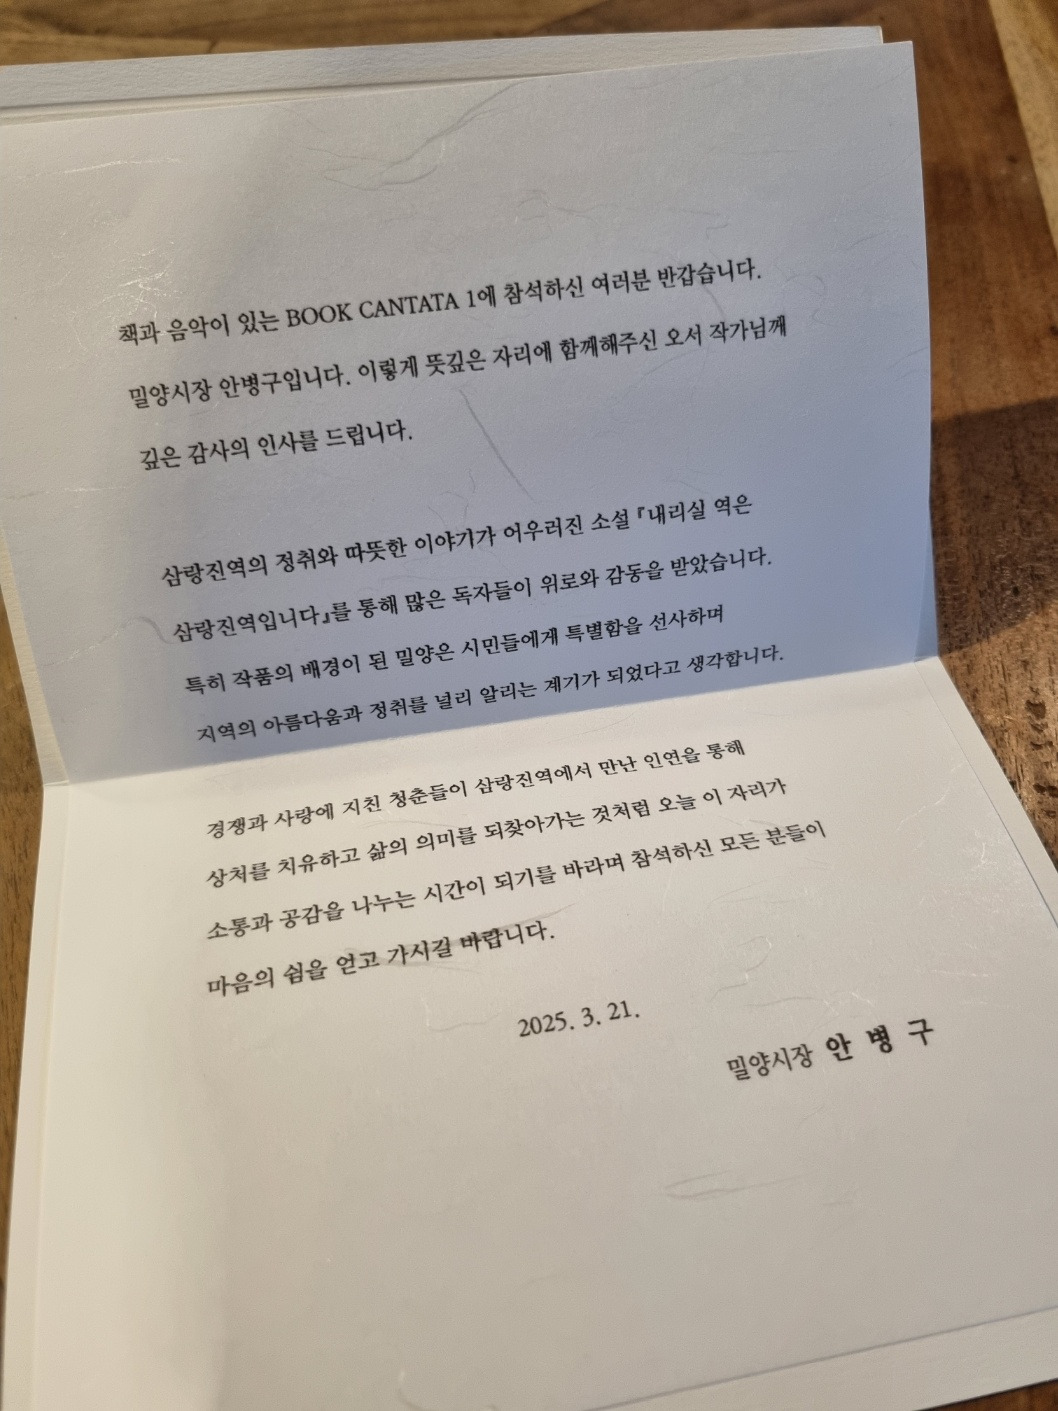 책과 음악이 있는 BOOK CANTATA 1에 참석하신 여러분 반갑습니다.
밀양시장 안병구입니다. 이렇게 뜻깊은 자리에 함께해주신 오서 작가님께
깊은 감사의 인사를 드립니다.
삼랑진역의 정취와 따뜻한 이야기가 어우러진 소설 『내리실 역은
삼랑진역입니다』를 통해 많은 독자들이 위로와 감동을 받았습니다.
특히 작품의 배경이 된 밀양은 시민들에게 특별함을 선사하며
지역의 아름다움과 정취를 널리 알리는 계기가 되었다고 생각합니다.
경쟁과 사랑에 지친 청춘들이 삼랑진역에서 만난 인연을 통해
상처를 치유하고 삶의 의미를 되찾아가는 것처럼 오늘 이 자리가
소통과 공감을 나누는 시간이 되기를 바라며 참석하신 모든 분들이
마음의 쉼을 얻고 가시길 바랍니다.
2025. 3. 21.
밀양시장 안 병 구